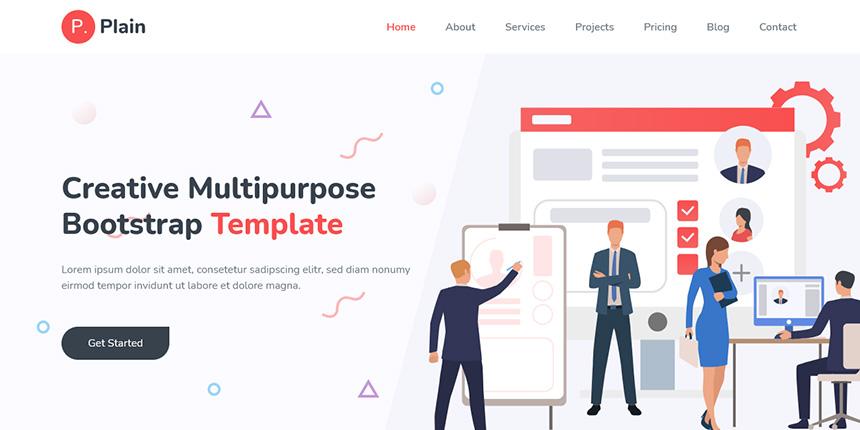 P. Plain
Home About Services Projects Pricing Blog Contact
Creative Multipurpose
Bootstrap Template
Lorem ipsum dolor sit amet, consetetur sadipscing elitr, sed diam nonumy
eirmod tempor invidunt ut labore et dolore magna.
Get Started